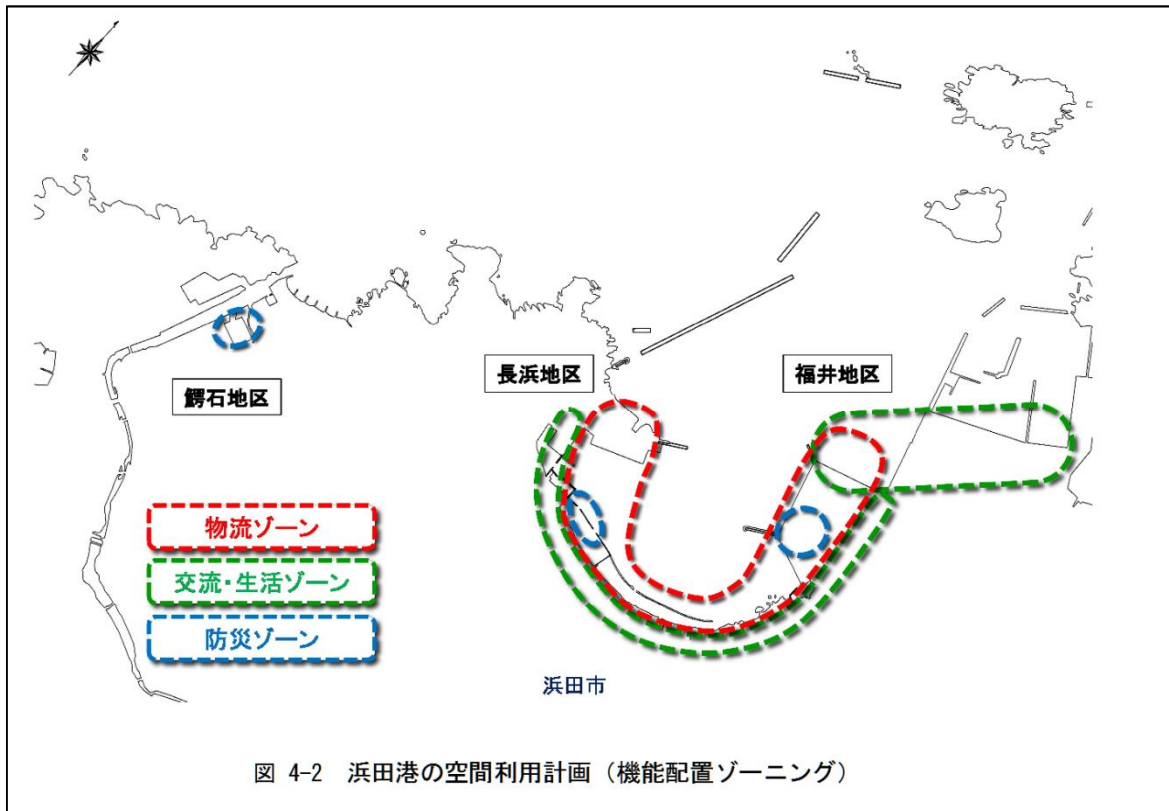 鰐石地区
長浜地区
福井地区
物流ゾーン
交流・生活ゾーン
防災ゾーン
浜田市
図 4-2 浜田港の空間利用計画（機能配置ゾーニング）